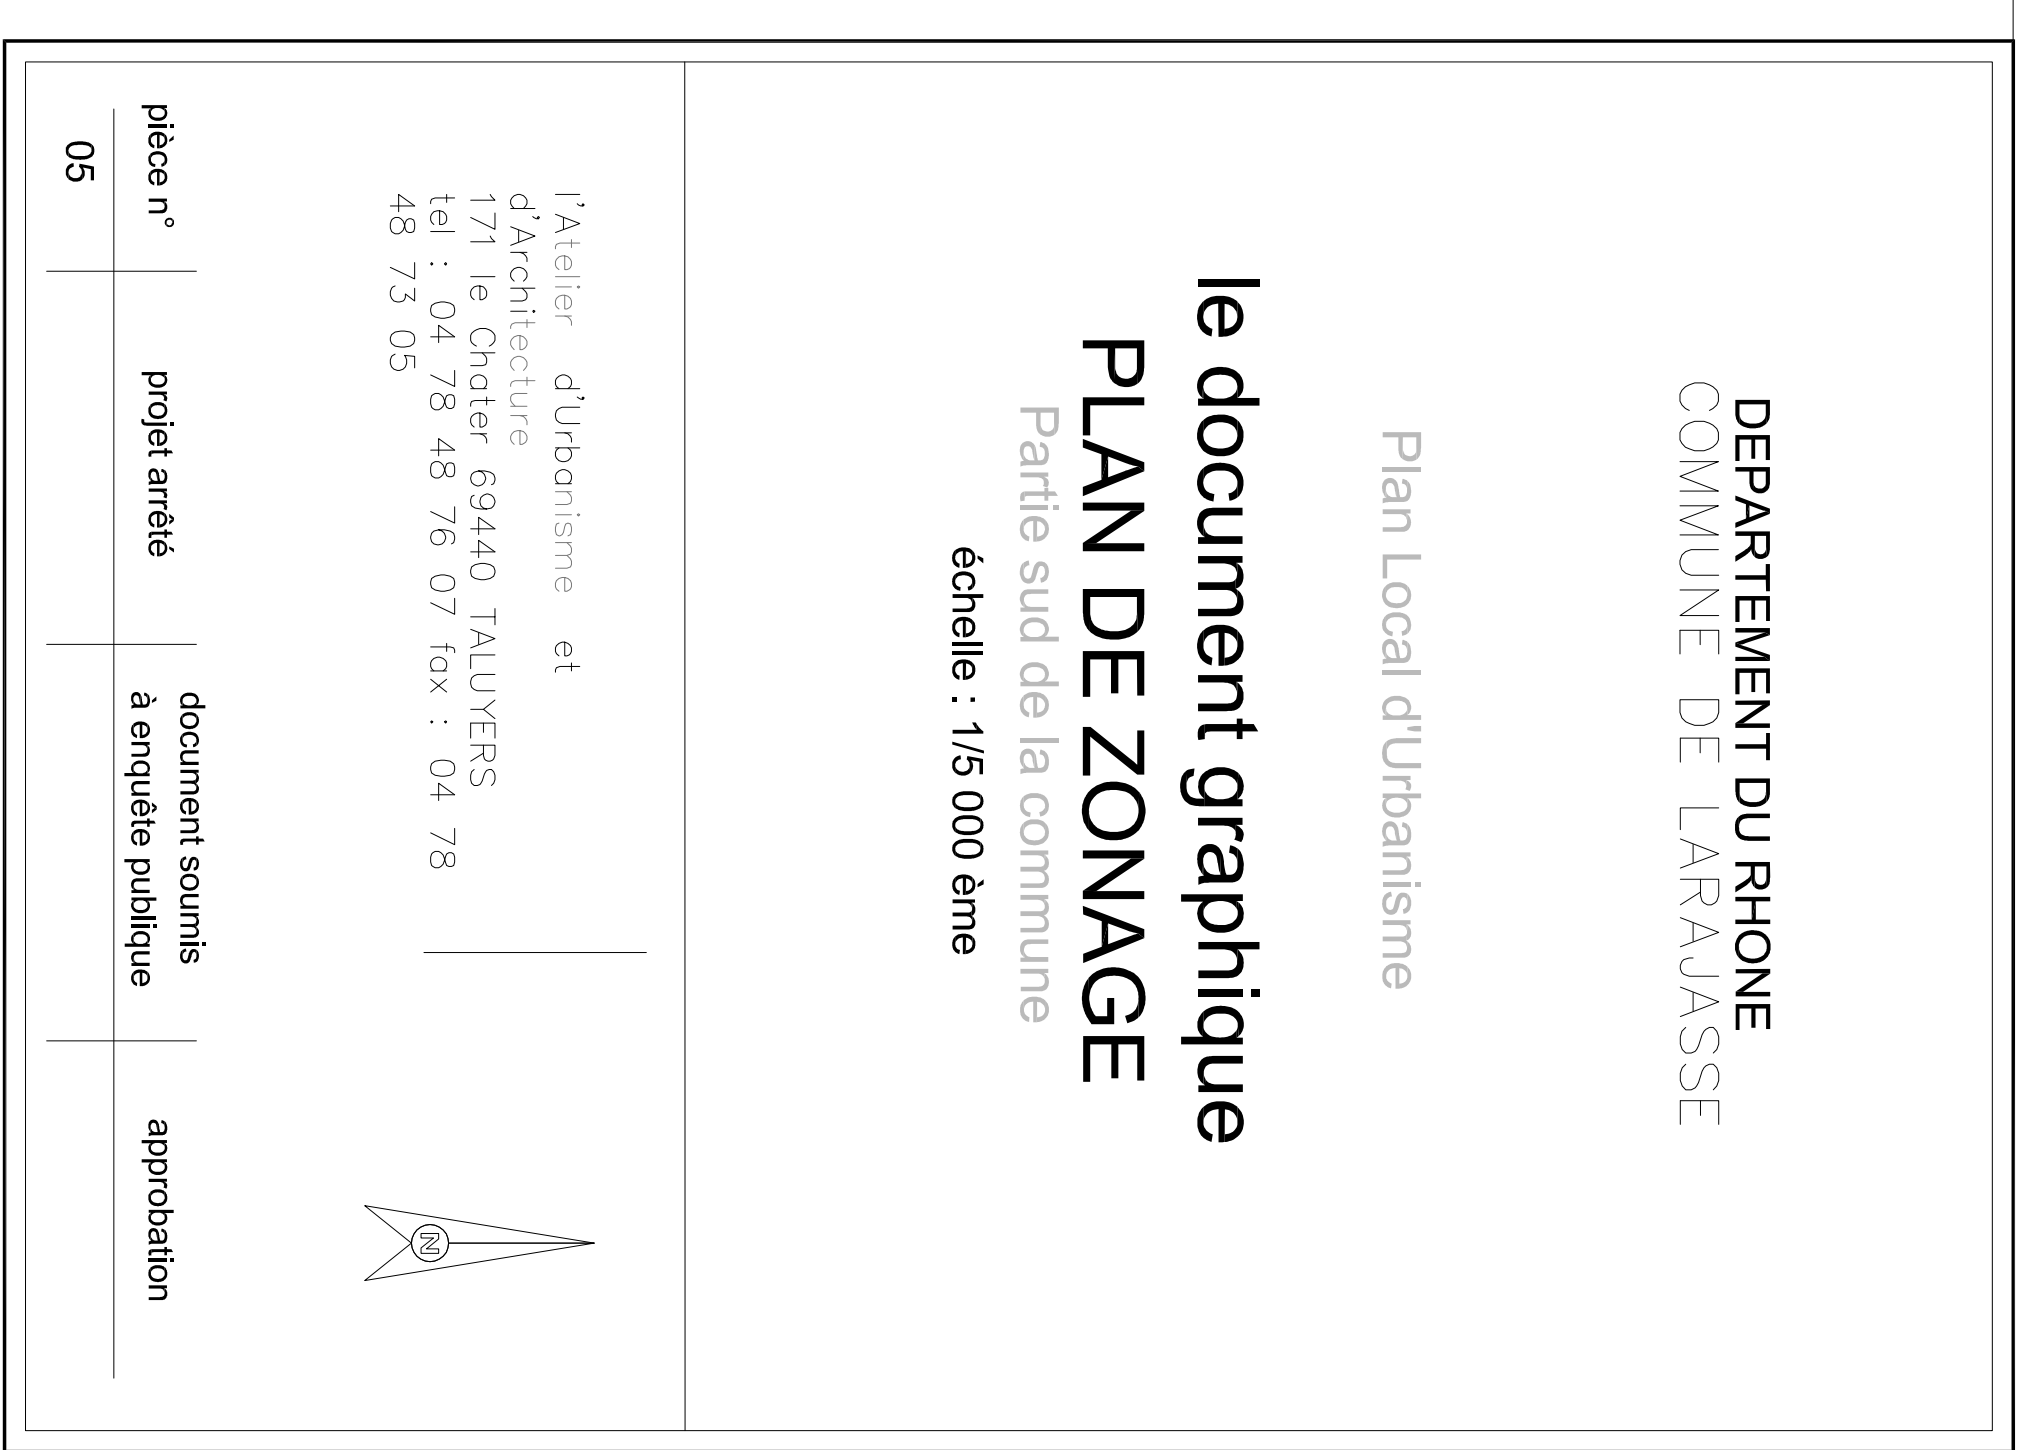 DEPARTEMENT DU RHONE
COMMUNE DE LARAJASSE
Plan Local d'Urbanisme
le document graphique
PLAN DE ZONAGE
Partie sud de la commune
échelle : 1/5 000 ème
l'Atelier d'Urbanisme et
d'Architecture
171 le Chater 69440 TALUYERS
tel : 04 78 48 76 07 fax : 04 78
48 73 05
N
pièce n°
projet arrêté
document soumis
à enquête publique
approbation
05